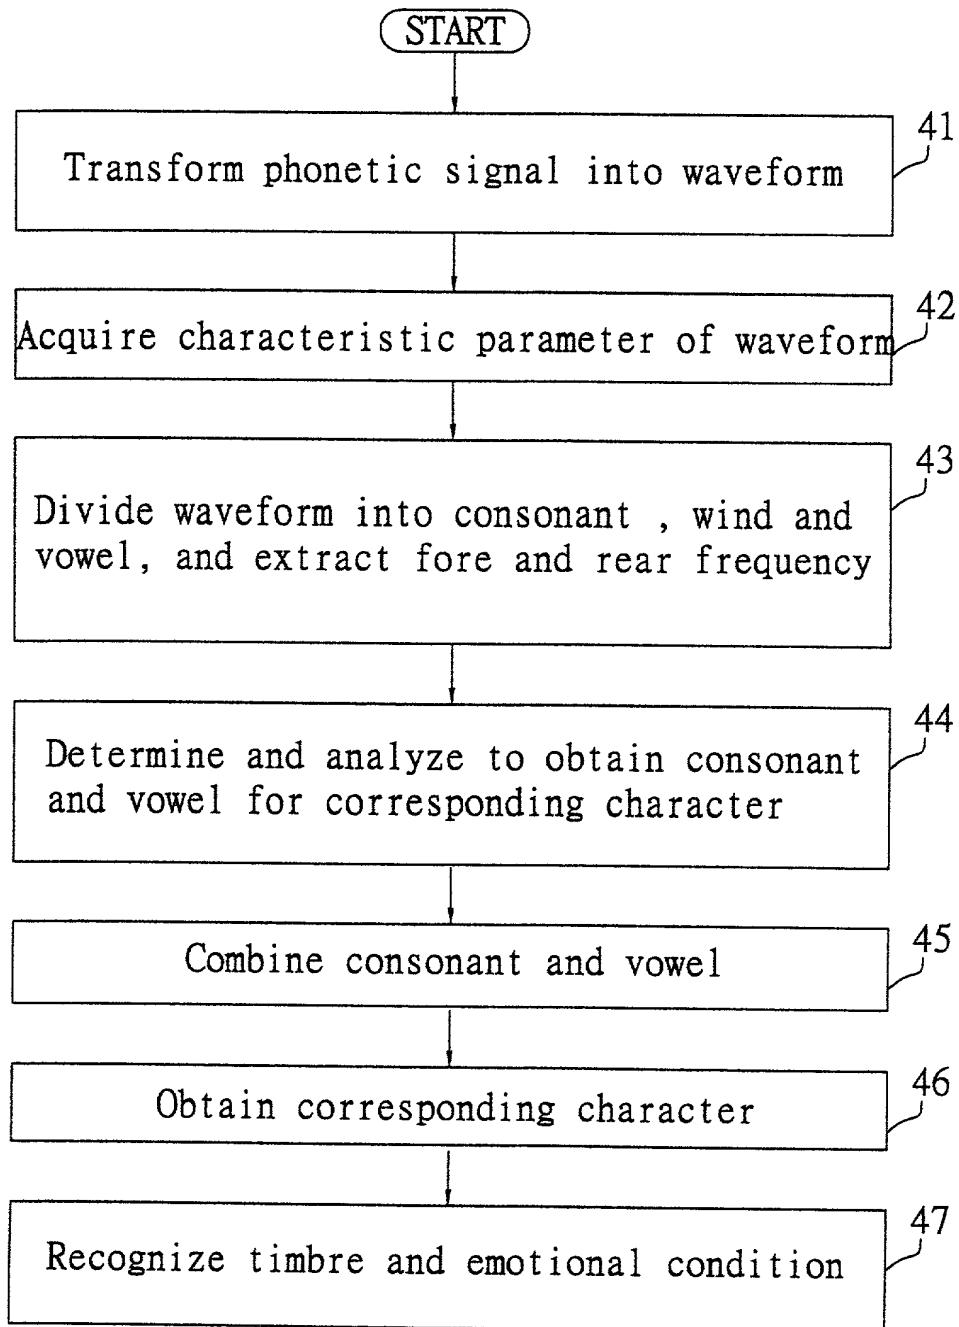 START
41
Transform phonetic signal into waveform
42
Acquire characteristic parameter of waveform
43
Divide waveform into consonant , wind and
vowel, and extract fore and rear frequency
44
Determine and analyze to obtain consonant
and vowel for corresponding character
45
Combine consonant and vowel
46
Obtain corresponding character
47
Recognize timbre and emotional condition